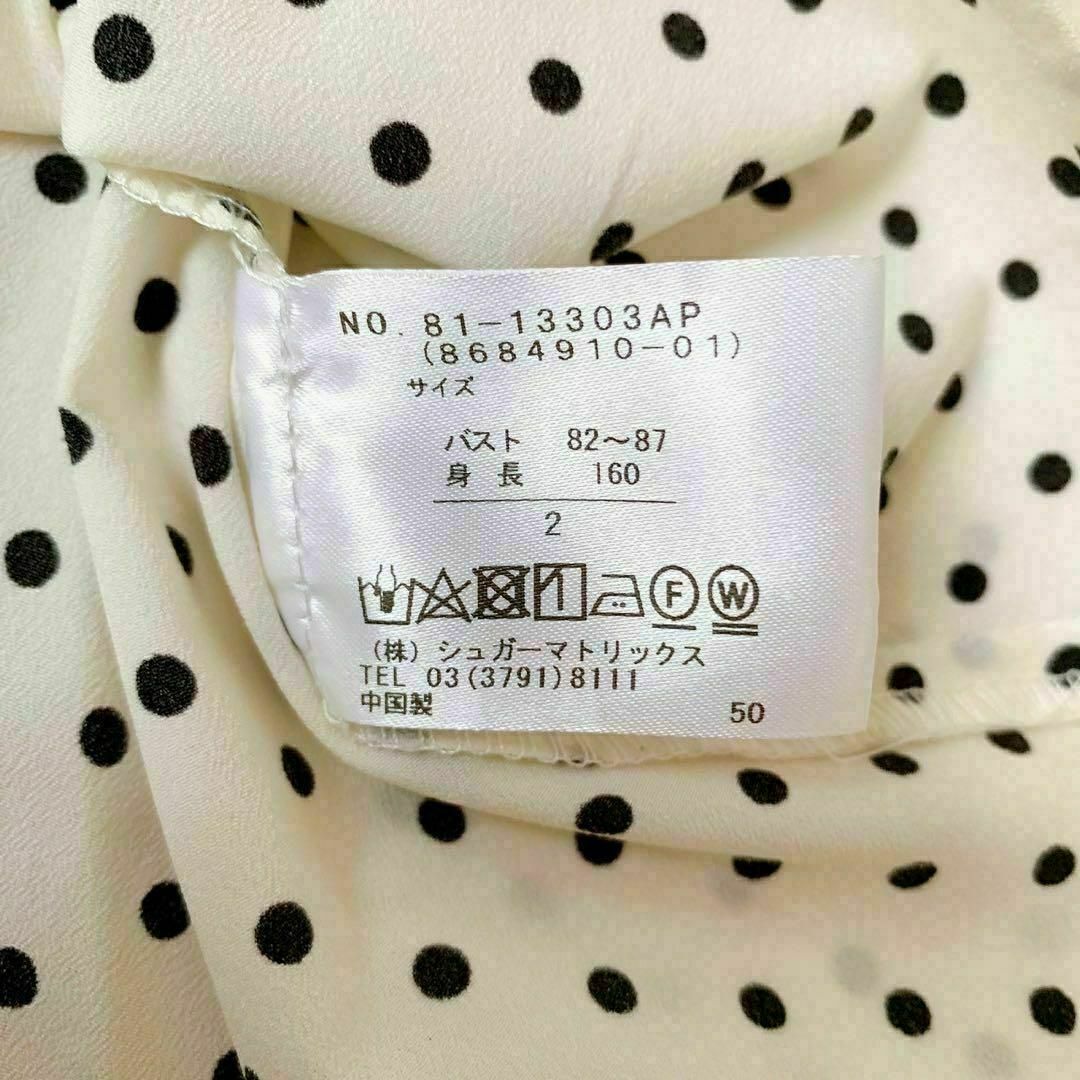 NO. 81-13303AP
(8684910-01)
サイズ
バスト 82〜87
身長 160
2
F W
(株)シュガーマトリックス
TEL 03(3791)8111
中国製 50